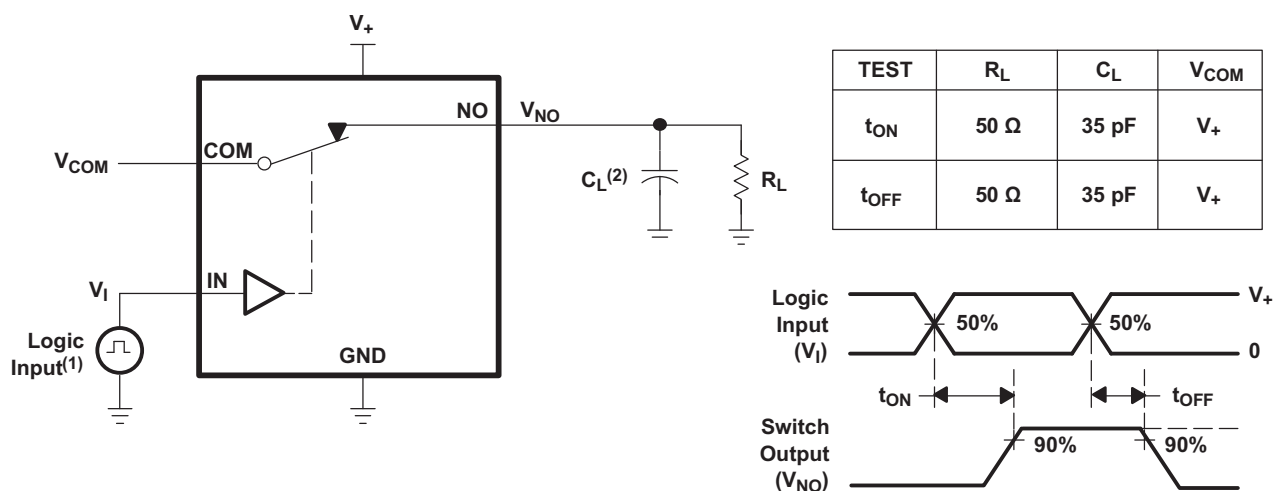 V+
NO
VNO
COM
VCOM
CL(2)
RL
IN
VI
Logic
Input(1)
GND
TEST RL CL VCOM
tON 50 Ω 35 pF V+
tOFF 50 Ω 35 pF V+
Logic
Input
(VI)
50%
50%
V+
0
tON
tOFF
Switch
Output
(VNO)
90%
90%